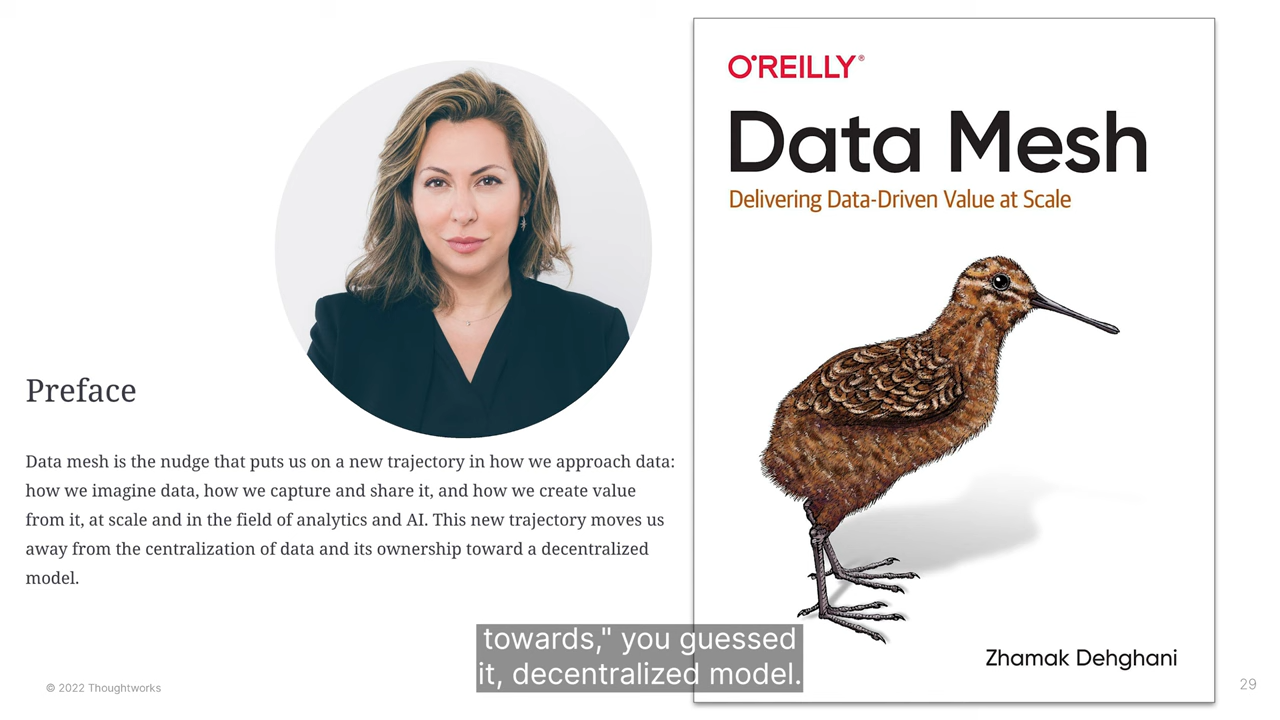 Preface
Data mesh is the nudge that puts us on a new trajectory in how we approach data:
how we imagine data, how we capture and share it, and how we create value
from it, at scale and in the field of analytics and AI. This new trajectory moves us
away from the centralization of data and its ownership toward a decentralized
model.
O'REILLY®
Data Mesh
Delivering Data-Driven Value at Scale
Zhamak Dehghani
towards," you guessed
it, decentralized model.
© 2022 Thoughtworks
29